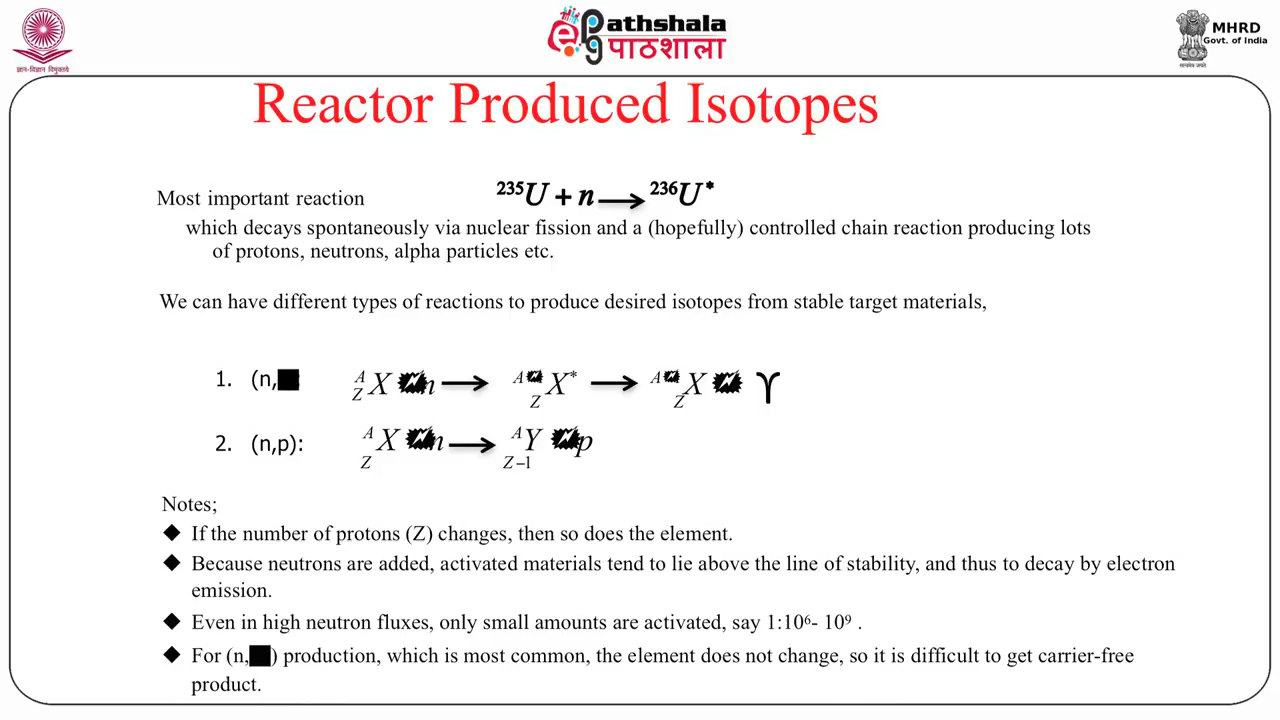 ePathshala
पाठशाला
MHRD
Govt. of India
Reactor Produced Isotopes
Most important reaction ²³⁵U + n ⟶ ²³⁶U*
which decays spontaneously via nuclear fission and a (hopefully) controlled chain reaction producing lots
of protons, neutrons, alpha particles etc.
We can have different types of reactions to produce desired isotopes from stable target materials,
1. (n, A Z X n ⟶ A Z X* ⟶ A Z X ϒ
2. (n,p): A Z X n ⟶ A Z−1 Y p
Notes;
◆ If the number of protons (Z) changes, then so does the element.
◆ Because neutrons are added, activated materials tend to lie above the line of stability, and thus to decay by electron
emission.
◆ Even in high neutron fluxes, only small amounts are activated, say 1:10⁶- 10⁹ .
◆ For (n, ) production, which is most common, the element does not change, so it is difficult to get carrier-free
product.